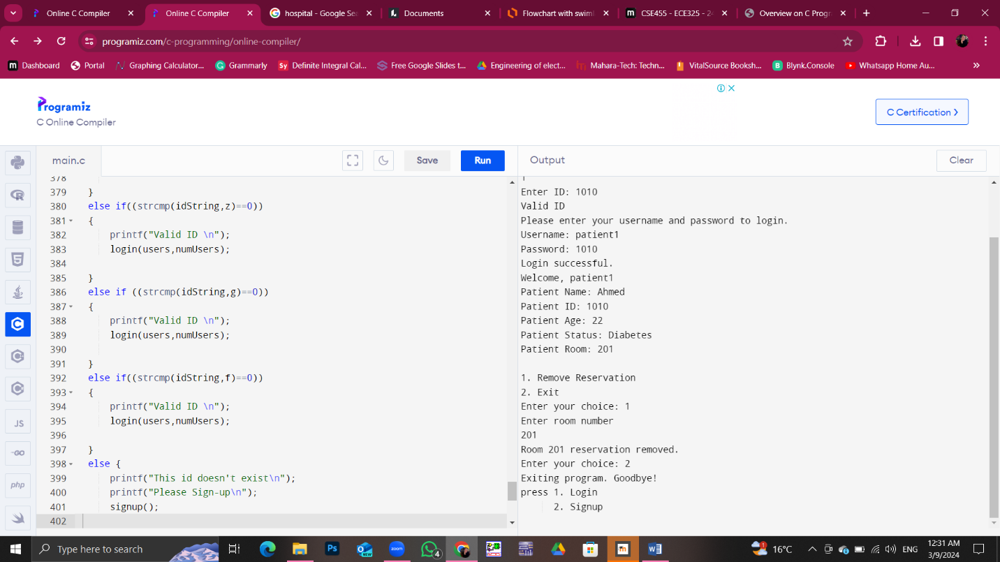 Online C Compiler
Online C Compiler
hospital - Google Sea
Documents
Flowchart with swiml
CSE455 - ECE325 - 24
Overview on C Progr
programiz.com/c-programming/online-compiler/
Dashboard
Portal
Graphing Calculator...
Grammarly
Sy Definite Integral Cal...
Free Google Slides t...
Engineering of elect...
Mahara-Tech: Techn...
VitalSource Booksh...
B Blynk.Console
Whatsapp Home Au...
»
Programiz
C Online Compiler
C Certification >
main.c
Save
Run
Output
Clear
378
379 }
380 else if((strcmp(idString,z)==0))
381 {
382 printf("Valid ID \n");
383 login(users,numUsers);
384
385 }
386 else if ((strcmp(idString,g)==0))
387 {
388 printf("Valid ID \n");
389 login(users,numUsers);
390
391 }
392 else if((strcmp(idString,f)==0))
393 {
394 printf("Valid ID \n");
395 login(users,numUsers);
396
397 }
398 else {
399 printf("This id doesn't exist\n");
400 printf("Please Sign-up\n");
401 signup();
402
JS
GO
php
1
Enter ID: 1010
Valid ID
Please enter your username and password to login.
Username: patient1
Password: 1010
Login successful.
Welcome, patient1
Patient Name: Ahmed
Patient ID: 1010
Patient Age: 22
Patient Status: Diabetes
Patient Room: 201
1. Remove Reservation
2. Exit
Enter your choice: 1
Enter room number
201
Room 201 reservation removed.
Enter your choice: 2
Exiting program. Goodbye!
press 1. Login
2. Signup
Type here to search
Ps
NEW
zoom
4
m
W
1
16°C
ENG
12:31 AM
3/9/2024